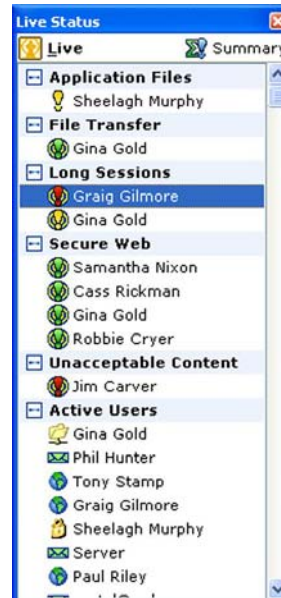 Live Status
Live Summary
Application Files
Sheelagh Murphy
File Transfer
Gina Gold
Long Sessions
Graig Gilmore
Gina Gold
Secure Web
Samantha Nixon
Cass Rickman
Gina Gold
Robbie Cryer
Unacceptable Content
Jim Carver
Active Users
Gina Gold
Phil Hunter
Tony Stamp
Graig Gilmore
Sheelagh Murphy
Server
Paul Riley